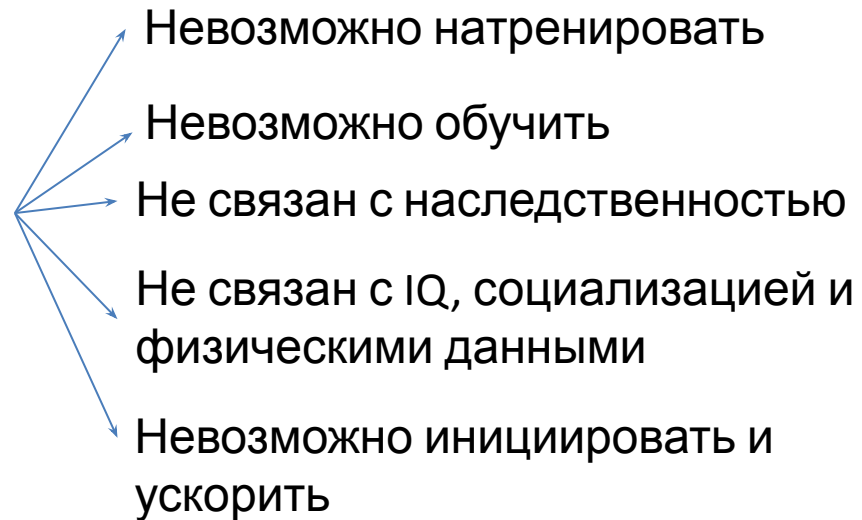 Невозможно натренировать
Невозможно обучить
Не связан с наследственностью
Не связан с IQ, социализацией и
физическими данными
Невозможно инициировать и
ускорить